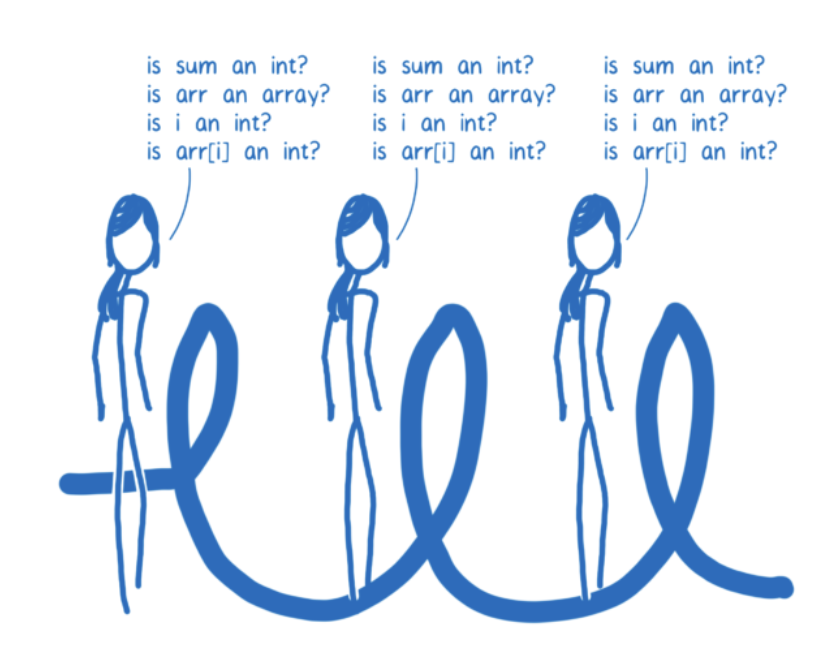 is sum an int?
is arr an array?
is i an int?
is arr[i] an int?
is sum an int?
is arr an array?
is i an int?
is arr[i] an int?
is sum an int?
is arr an array?
is i an int?
is arr[i] an int?